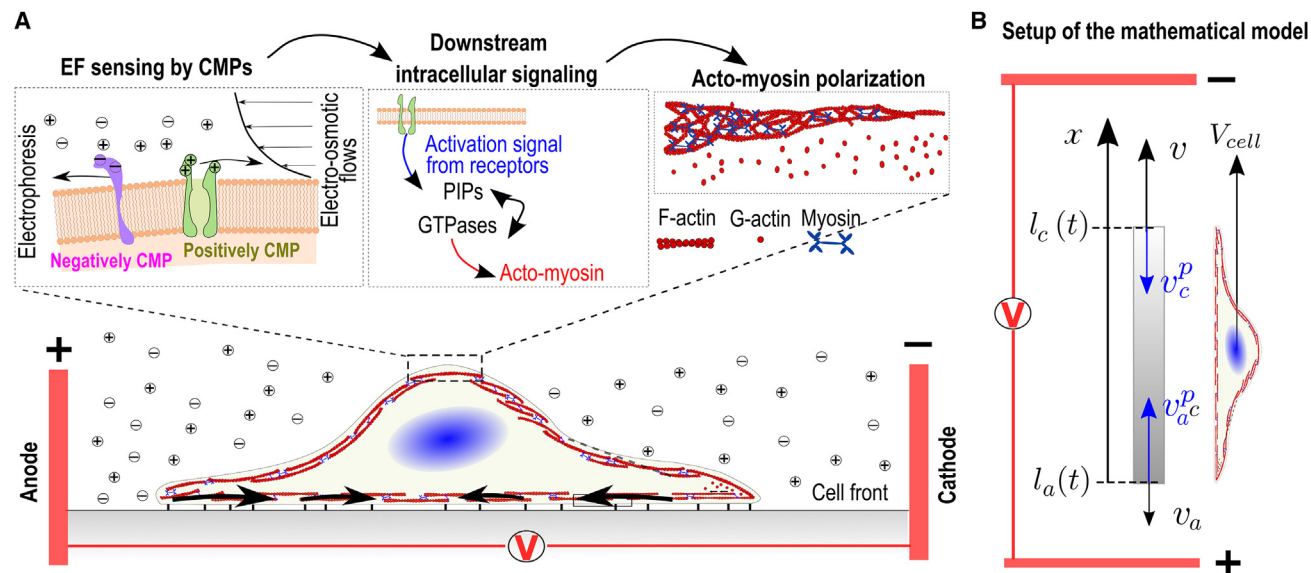 A
EF sensing by CMPs
Downstream
intracellular signaling
Acto-myosin polarization
Electrophoresis
Electro-osmotic
flows
Negatively CMP
Positively CMP
Activation signal
from receptors
PIPs
GTPases
Acto-myosin
F-actin G-actin Myosin
+
−
Anode
Cathode
Cell front
V
B
Setup of the mathematical model
−
x
v
V_{cell}
l_c(t)
v_c^p
V
v_a^p c
l_a(t)
v_a
+